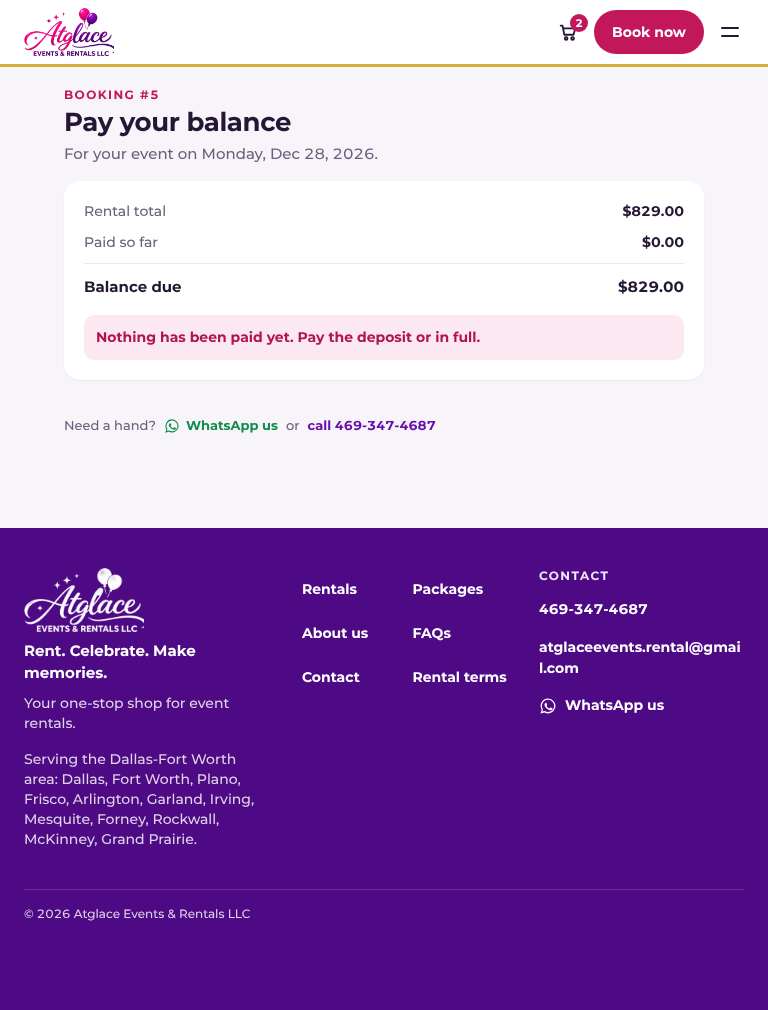 Atglace
EVENTS & RENTALS LLC
2
Book now
BOOKING #5
Pay your balance
For your event on Monday, Dec 28, 2026.
Rental total $829.00
Paid so far $0.00
Balance due $829.00
Nothing has been paid yet. Pay the deposit or in full.
Need a hand? WhatsApp us or call 469-347-4687
Atglace
EVENTS & RENTALS LLC
Rent. Celebrate. Make
memories.
Your one-stop shop for event
rentals.
Serving the Dallas-Fort Worth
area: Dallas, Fort Worth, Plano,
Frisco, Arlington, Garland, Irving,
Mesquite, Forney, Rockwall,
McKinney, Grand Prairie.
Rentals Packages
About us FAQs
Contact Rental terms
CONTACT
469-347-4687
atglaceevents.rental@gmai
l.com
WhatsApp us
© 2026 Atglace Events & Rentals LLC